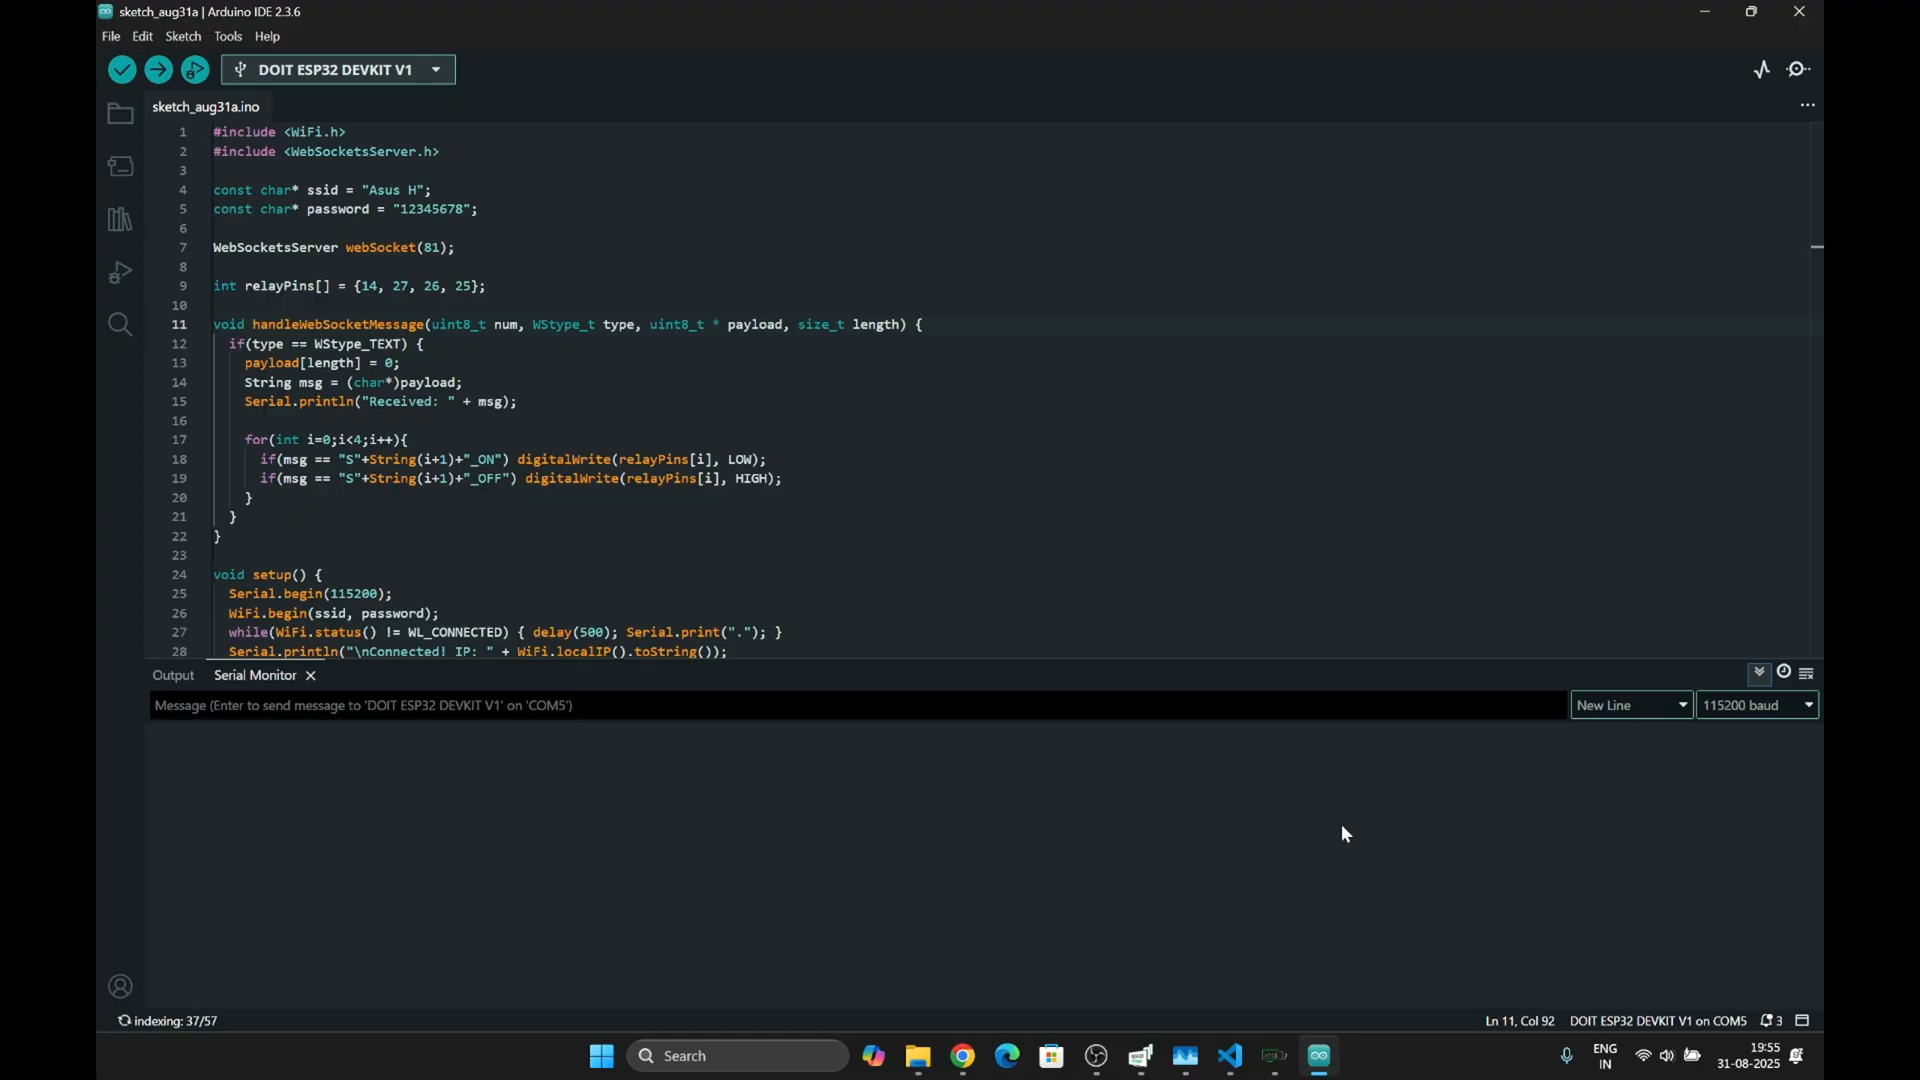 sketch_aug31a | Arduino IDE 2.3.6
File Edit Sketch Tools Help
DOIT ESP32 DEVKIT V1
sketch_aug31a.ino
1 #include <WiFi.h>
2 #include <WebSocketsServer.h>
3
4 const char* ssid = "Asus H";
5 const char* password = "12345678";
6
7 WebSocketsServer webSocket(81);
8
9 int relayPins[] = {14, 27, 26, 25};
10
11 void handleWebSocketMessage(uint8_t num, WStype_t type, uint8_t * payload, size_t length) {
12 if(type == WStype_TEXT) {
13 payload[length] = 0;
14 String msg = (char*)payload;
15 Serial.println("Received: " + msg);
16
17 for(int i=0;i<4;i++){
18 if(msg == "S"+String(i+1)+"_ON") digitalWrite(relayPins[i], LOW);
19 if(msg == "S"+String(i+1)+"_OFF") digitalWrite(relayPins[i], HIGH);
20 }
21 }
22 }
23
24 void setup() {
25 Serial.begin(115200);
26 WiFi.begin(ssid, password);
27 while(WiFi.status() != WL_CONNECTED) { delay(500); Serial.print("."); }
28 Serial.println("\nConnected! IP: " + WiFi.localIP().toString());
Output Serial Monitor
Message (Enter to send message to 'DOIT ESP32 DEVKIT V1' on 'COM5') New Line 115200 baud
indexing: 37/57 Ln 11, Col 92 DOIT ESP32 DEVKIT V1 on COM5 3
Search ENG 19:55
IN 31-08-2025